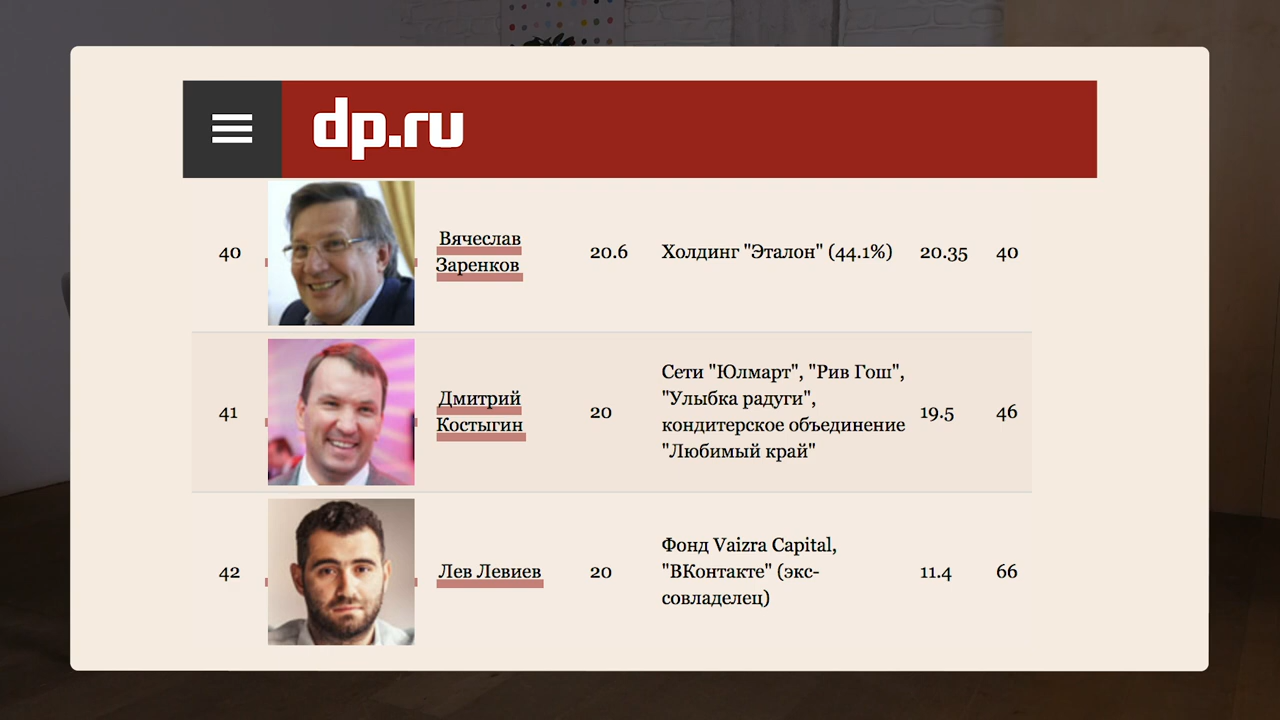 dp.ru
40 Вячеслав Заренков 20.6 Холдинг "Эталон" (44.1%) 20.35 40
41 Дмитрий Костыгин 20 Сети "Юлмарт", "Рив Гош",
"Улыбка радуги",
кондитерское объединение
"Любимый край" 19.5 46
42 Лев Левиев 20 Фонд Vaizra Capital,
"ВКонтакте" (экс-
совладелец) 11.4 66